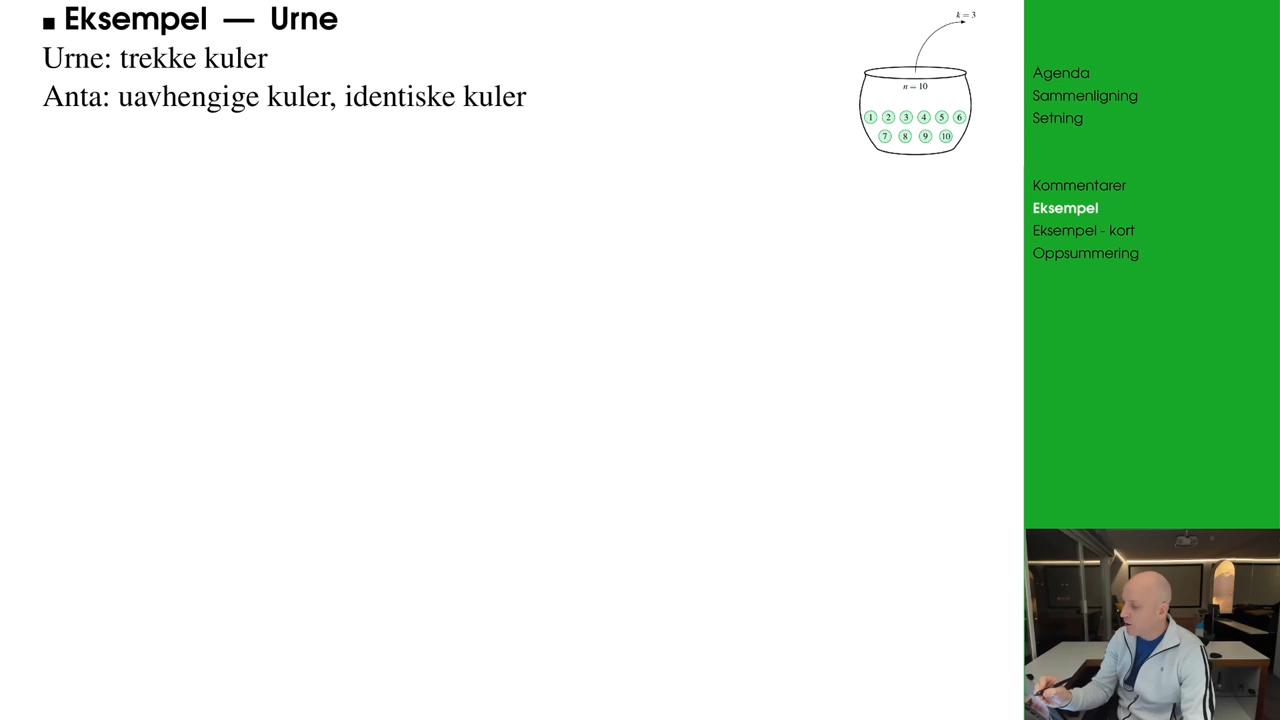 Eksempel — Urne
Urne: trekke kuler
Anta: uavhengige kuler, identiske kuler
k = 3
n = 10
1 2 3 4 5 6
7 8 9 10
Agenda
Sammenligning
Setning
Kommentarer
Eksempel
Eksempel - kort
Oppsummering